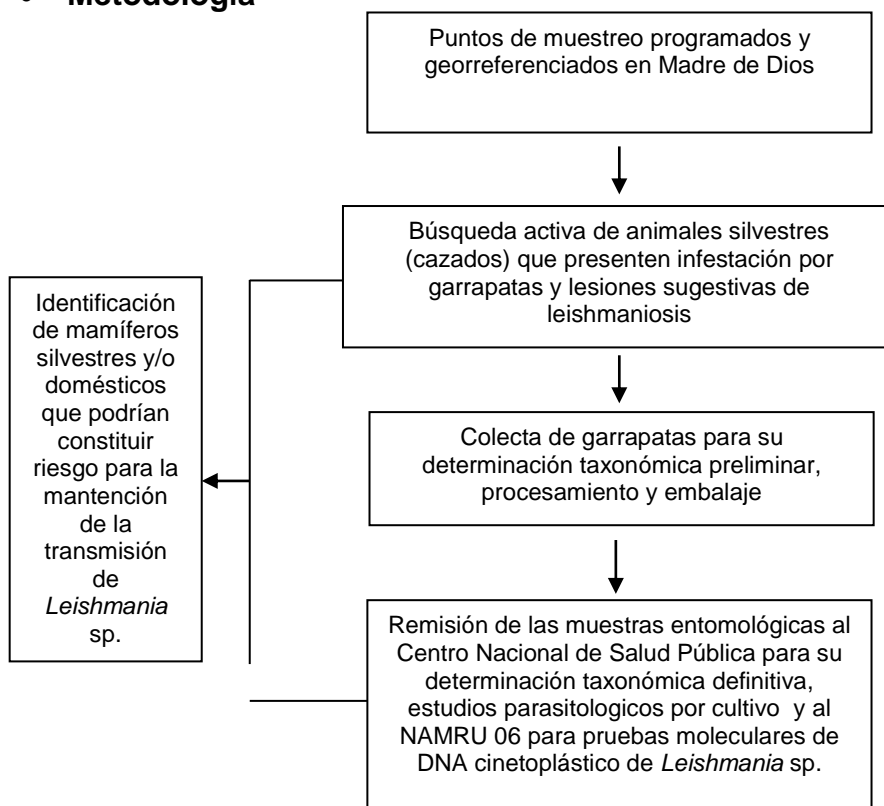 • Metodología
Puntos de muestreo programados y
georreferenciados en Madre de Dios
Búsqueda activa de animales silvestres
(cazados) que presenten infestación por
garrapatas y lesiones sugestivas de
leishmaniosis
Identificación
de mamíferos
silvestres y/o
domésticos
que podrían
constituir
riesgo para la
mantención
de la
transmisión
de
Leishmania
sp.
Colecta de garrapatas para su
determinación taxonómica preliminar,
procesamiento y embalaje
Remisión de las muestras entomológicas al
Centro Nacional de Salud Pública para su
determinación taxonómica definitiva,
estudios parasitologicos por cultivo y al
NAMRU 06 para pruebas moleculares de
DNA cinetoplástico de Leishmania sp.